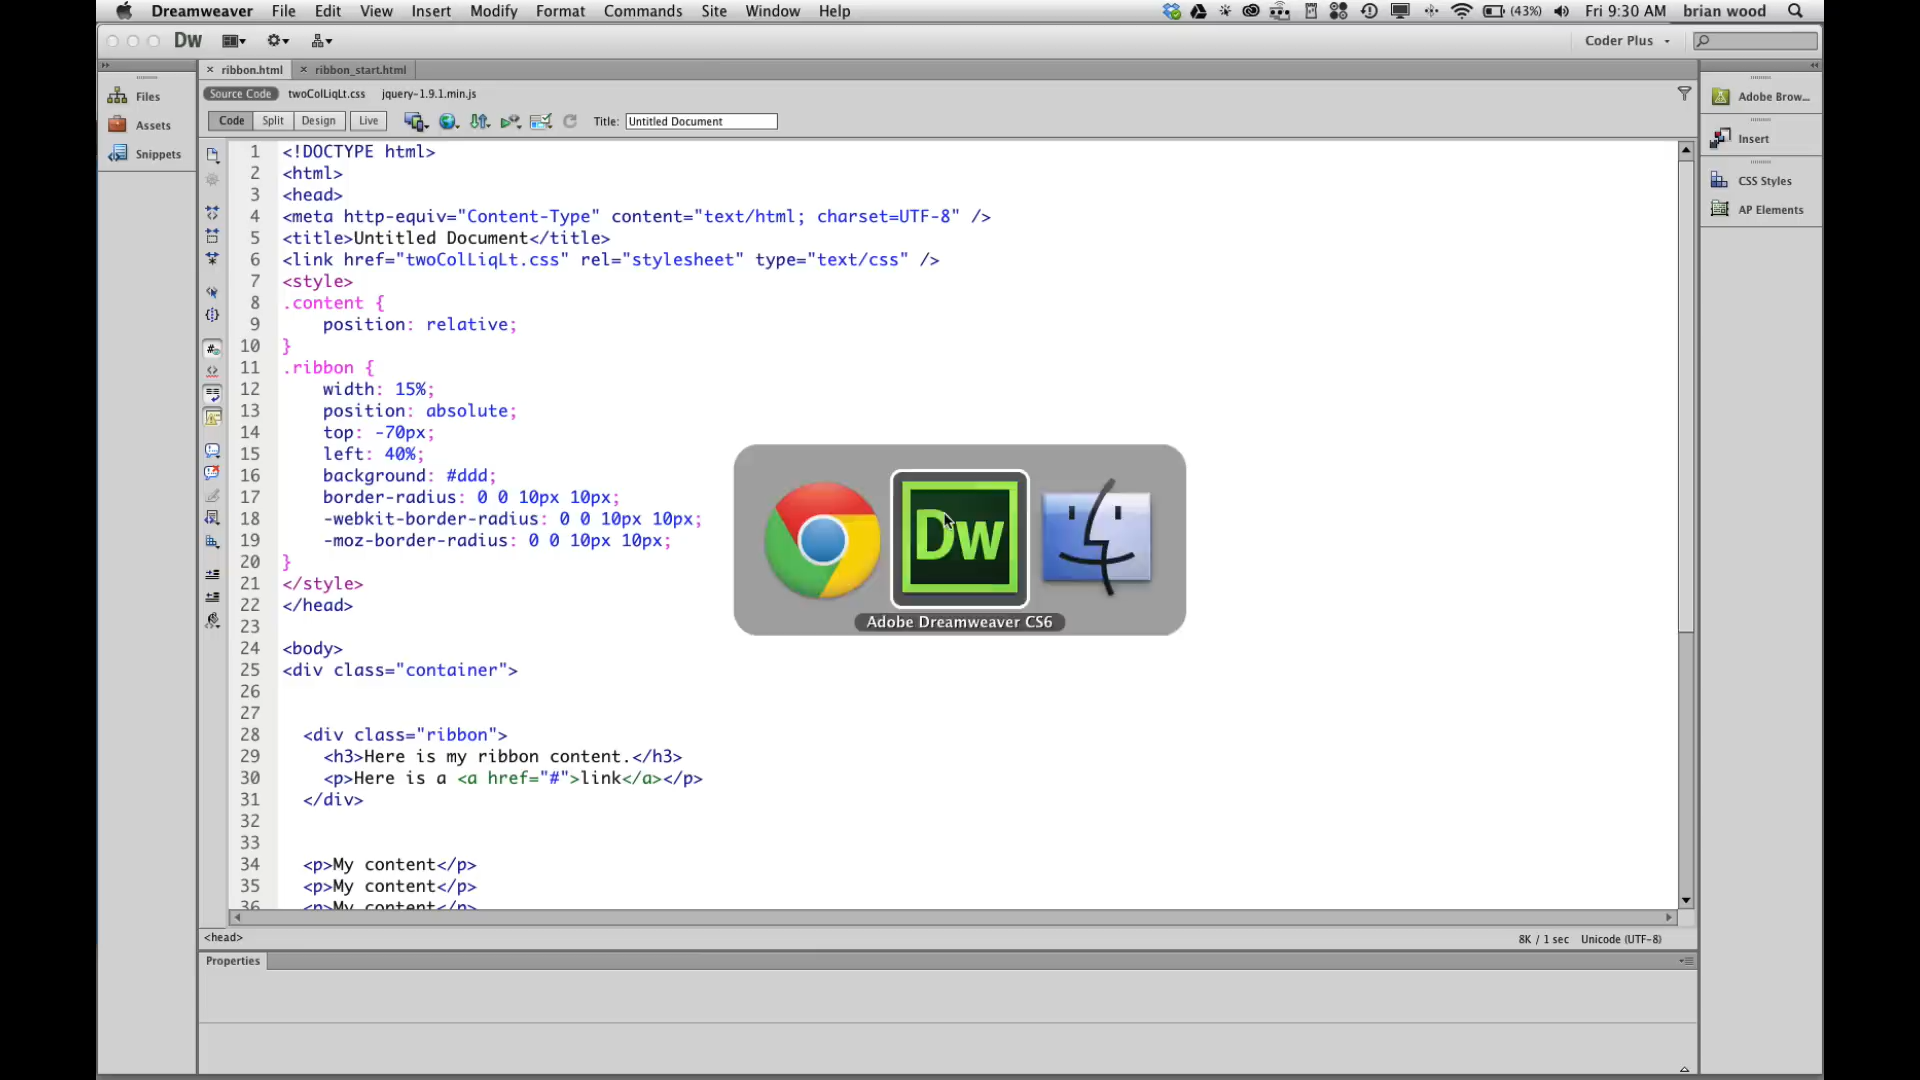 Dreamweaver File Edit View Insert Modify Format Commands Site Window Help (43%) Fri 9:30 AM brian wood
Dw Coder Plus
ribbon.html ribbon_start.html
Source Code twoColLiqLt.css jquery-1.9.1.min.js
Code Split Design Live Title: Untitled Document
Files
Assets
Snippets
1 <!DOCTYPE html>
2 <html>
3 <head>
4 <meta http-equiv="Content-Type" content="text/html; charset=UTF-8" />
5 <title>Untitled Document</title>
6 <link href="twoColLiqLt.css" rel="stylesheet" type="text/css" />
7 <style>
8 .content {
9 position: relative;
10 }
11 .ribbon {
12 width: 15%;
13 position: absolute;
14 top: -70px;
15 left: 40%;
16 background: #ddd;
17 border-radius: 0 0 10px 10px;
18 -webkit-border-radius: 0 0 10px 10px;
19 -moz-border-radius: 0 0 10px 10px;
20 }
21 </style>
22 </head>
23
24 <body>
25 <div class="container">
26
27
28 <div class="ribbon">
29 <h3>Here is my ribbon content.</h3>
30 <p>Here is a <a href="#">link</a></p>
31 </div>
32
33
34 <p>My content</p>
35 <p>My content</p>
36 <p>My content</p>
Dw
Adobe Dreamweaver CS6
Adobe Brow...
Insert
CSS Styles
AP Elements
<head> 8K / 1 sec Unicode (UTF-8)
Properties